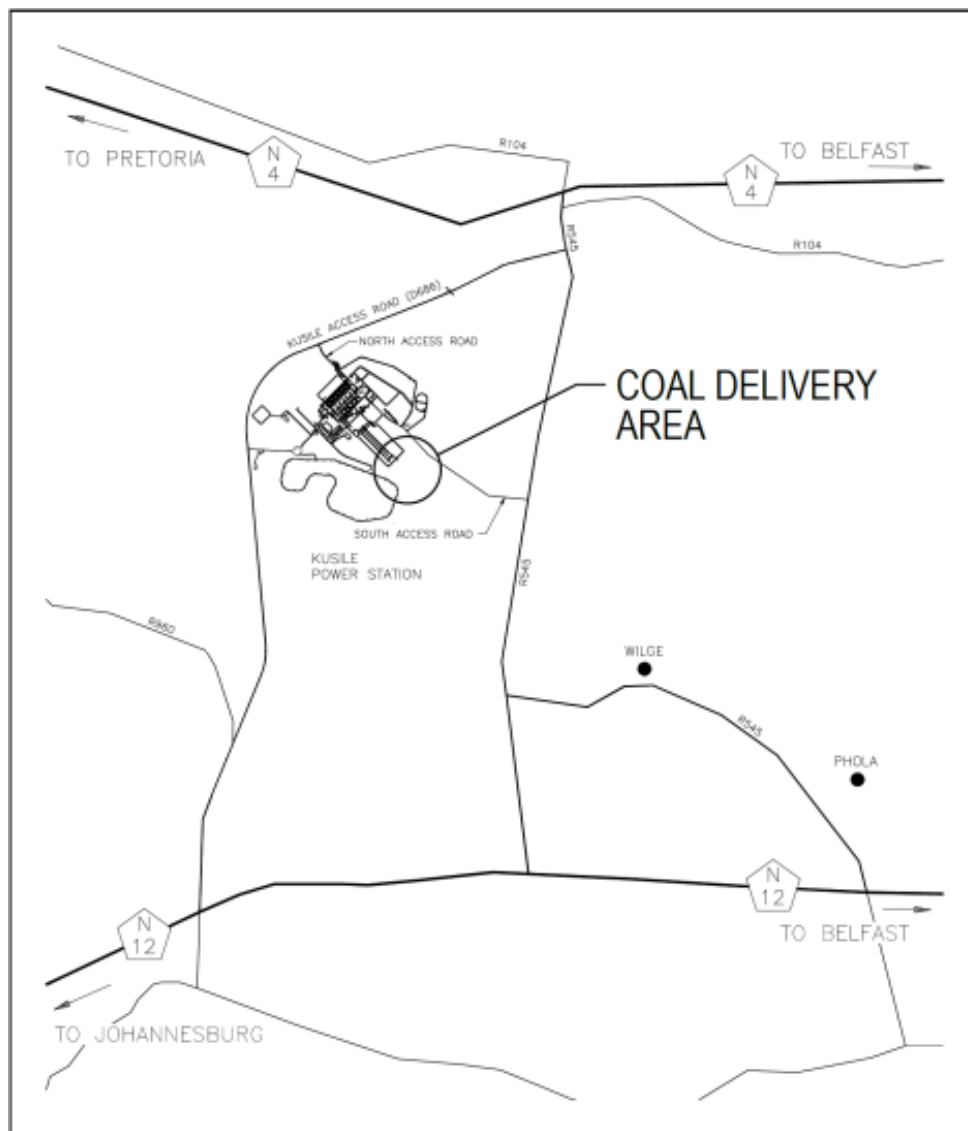 R104
TO PRETORIA
N
4
TO BELFAST
N
4
R545
R104
KUSILE ACCESS ROAD (D686)
NORTH ACCESS ROAD
COAL DELIVERY
AREA
SOUTH ACCESS ROAD
KUSILE
POWER STATION
R545
R960
WILGE
R545
PHOLA
N
12
TO BELFAST
N
12
TO JOHANNESBURG